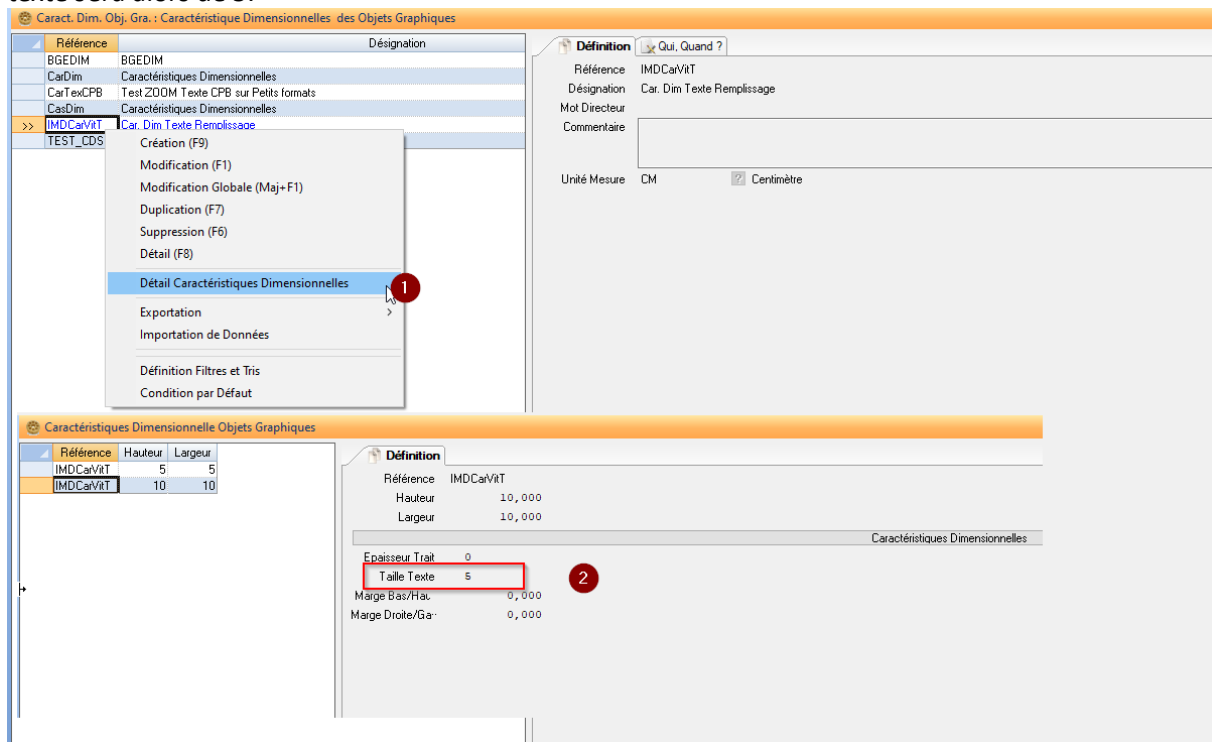 Caract. Dim. Obj. Gra. : Caractéristique Dimensionnelles des Objets Graphiques
Référence Désignation
BGEDIM BGEDIM
CarDim Caractéristiques Dimensionnelles
CarTexCPB Test ZOOM Texte CPB sur Petits formats
CasDim Caractéristiques Dimensionnelles
>> IMDCarVitT Car. Dim Texte Remplissage
TEST_CDS
Création (F9)
Modification (F1)
Modification Globale (Maj+F1)
Duplication (F7)
Suppression (F6)
Détail (F8)
Détail Caractéristiques Dimensionnelles
1
Exportation >
Importation de Données
Définition Filtres et Tris
Condition par Défaut
Définition Qui, Quand ?
Référence IMDCarVitT
Désignation Car. Dim Texte Remplissage
Mot Directeur
Commentaire
Unité Mesure CM ? Centimètre
Caractéristiques Dimensionnelle Objets Graphiques
Référence Hauteur Largeur
IMDCarVitT 5 5
IMDCarVitT 10 10
Définition
Référence IMDCarVitT
Hauteur 10,000
Largeur 10,000
Caractéristiques Dimensionnelles
Epaisseur Trait 0
Taille Texte 5
2
Marge Bas/Hau 0,000
Marge Droite/Ga·· 0,000